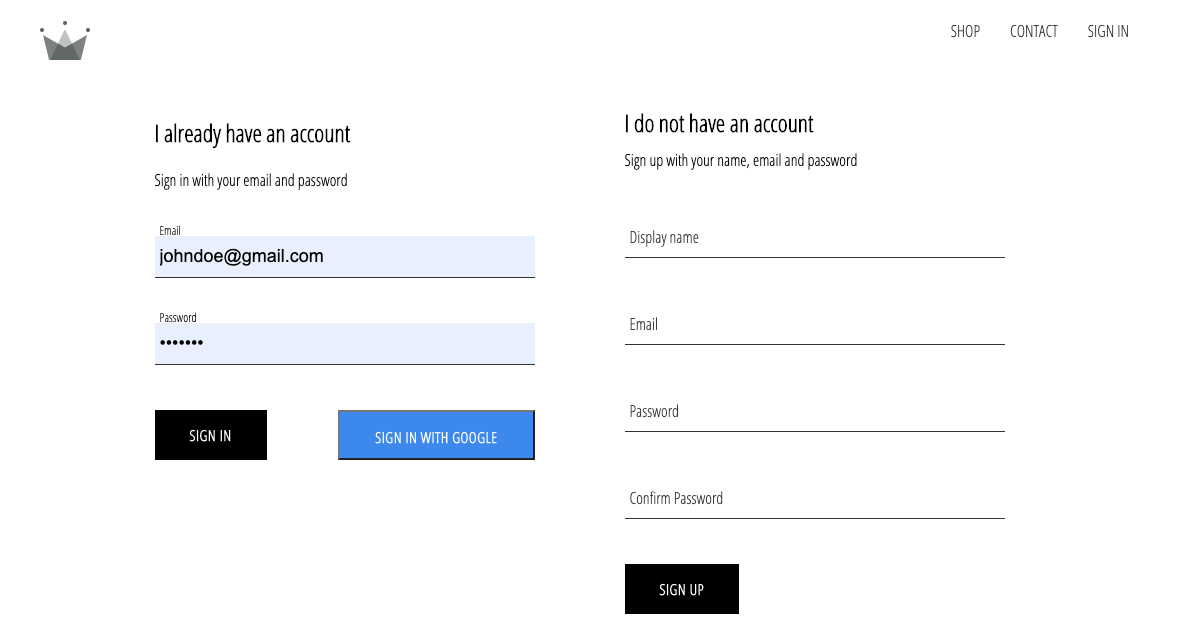 SHOP
CONTACT
SIGN IN
I already have an account
Sign in with your email and password
Email
johndoe@gmail.com
Password
•••••••
SIGN IN
SIGN IN WITH GOOGLE
I do not have an account
Sign up with your name, email and password
Display name
Email
Password
Confirm Password
SIGN UP